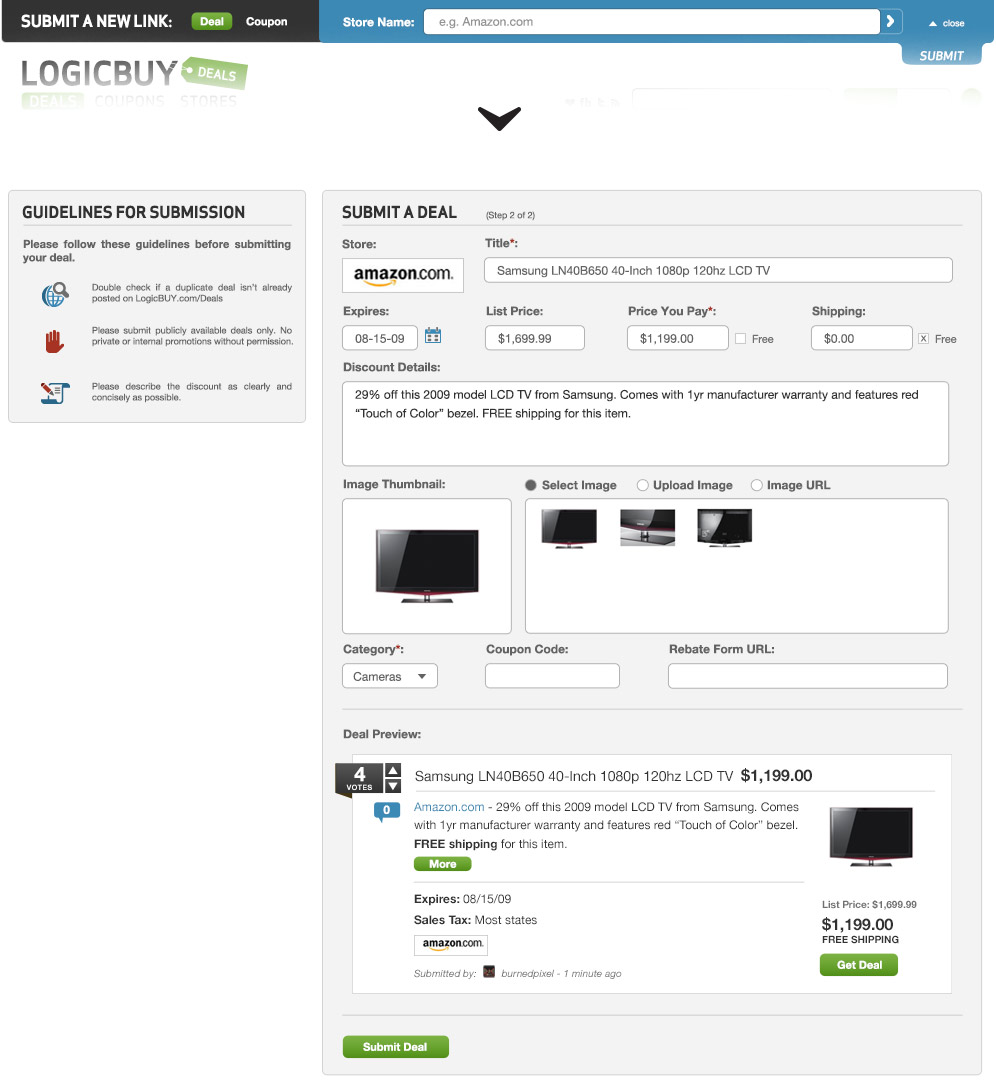 SUBMIT A NEW LINK: Deal Coupon Store Name: e.g. Amazon.com close
SUBMIT
LOGICBUY DEALS
DEALS COUPONS STORES
GUIDELINES FOR SUBMISSION
Please follow these guidelines before submitting
your deal.
Double check if a duplicate deal isn't already
posted on LogicBUY.com/Deals
Please submit publicly available deals only. No
private or internal promotions without permission.
Please describe the discount as clearly and
concisely as possible.
SUBMIT A DEAL (Step 2 of 2)
Store: Title*:
amazon.com. Samsung LN40B650 40-Inch 1080p 120hz LCD TV
Expires: List Price: Price You Pay*: Shipping:
08-15-09 $1,699.99 $1,199.00 Free $0.00 x Free
Discount Details:
29% off this 2009 model LCD TV from Samsung. Comes with 1yr manufacturer warranty and features red
“Touch of Color” bezel. FREE shipping for this item.
Image Thumbnail: Select Image Upload Image Image URL
Category*: Coupon Code: Rebate Form URL:
Cameras
Deal Preview:
4 VOTES
Samsung LN40B650 40-Inch 1080p 120hz LCD TV $1,199.00
0
Amazon.com - 29% off this 2009 model LCD TV from Samsung. Comes
with 1yr manufacturer warranty and features red “Touch of Color” bezel.
FREE shipping for this item.
More
Expires: 08/15/09
Sales Tax: Most states
amazon.com.
Submitted by: burnedpixel - 1 minute ago
List Price: $1,699.99
$1,199.00
FREE SHIPPING
Get Deal
Submit Deal